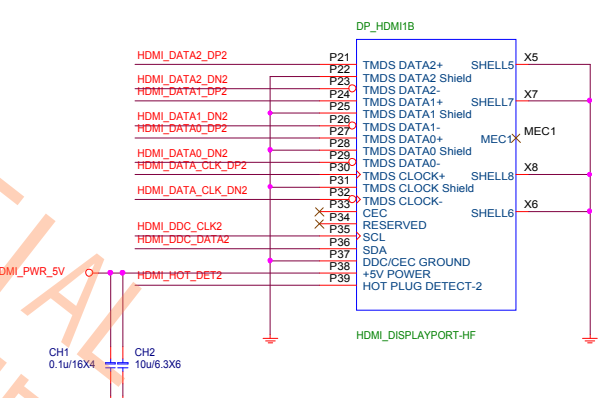 DP_HDMI1B
HDMI_DATA2_DP2 P21 TMDS DATA2+ SHELL5 X5
P22 TMDS DATA2 Shield
HDMI_DATA2_DN2 P23 TMDS DATA2-
HDMI_DATA1_DP2 P24 TMDS DATA1+ SHELL7 X7
P25 TMDS DATA1 Shield
HDMI_DATA1_DN2 P26 TMDS DATA1-
HDMI_DATA0_DP2 P27 TMDS DATA0+ MEC1 MEC1
P28 TMDS DATA0 Shield
HDMI_DATA0_DN2 P29 TMDS DATA0-
HDMI_DATA_CLK_DP2 P30 TMDS CLOCK+ SHELL8 X8
P31 TMDS CLOCK Shield
HDMI_DATA_CLK_DN2 P32 TMDS CLOCK-
P33 CEC SHELL6 X6
P34 RESERVED
HDMI_DDC_CLK2 P35 SCL
HDMI_DDC_DATA2 P36 SDA
P37 DDC/CEC GROUND
DMI_PWR_5V P38 +5V POWER
HDMI_HOT_DET2 P39 HOT PLUG DETECT-2
HDMI_DISPLAYPORT-HF
CH1 CH2
0.1u/16X4 10u/6.3X6
TIAL